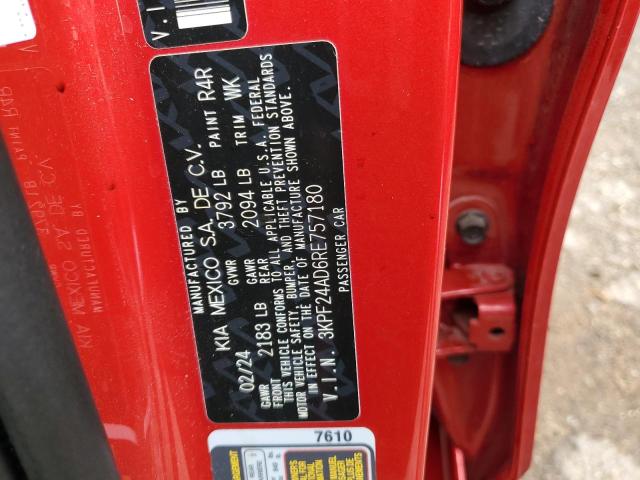 V.I.
MANUFACTURED BY
KIA MEXICO S.A. DE C.V.
02/24 GVWR 3792 LB PAINT R4R
GAWR FRONT 2183 LB GAWR REAR 2094 LB TRIM WK
THIS VEHICLE CONFORMS TO ALL APPLICABLE U.S.A. FEDERAL
MOTOR VEHICLE SAFETY, BUMPER, AND THEFT PREVENTION STANDARDS
IN EFFECT ON THE DATE OF MANUFACTURE SHOWN ABOVE.
V.I.N. 3KPF24AD6RE757180
PASSENGER CAR
7610